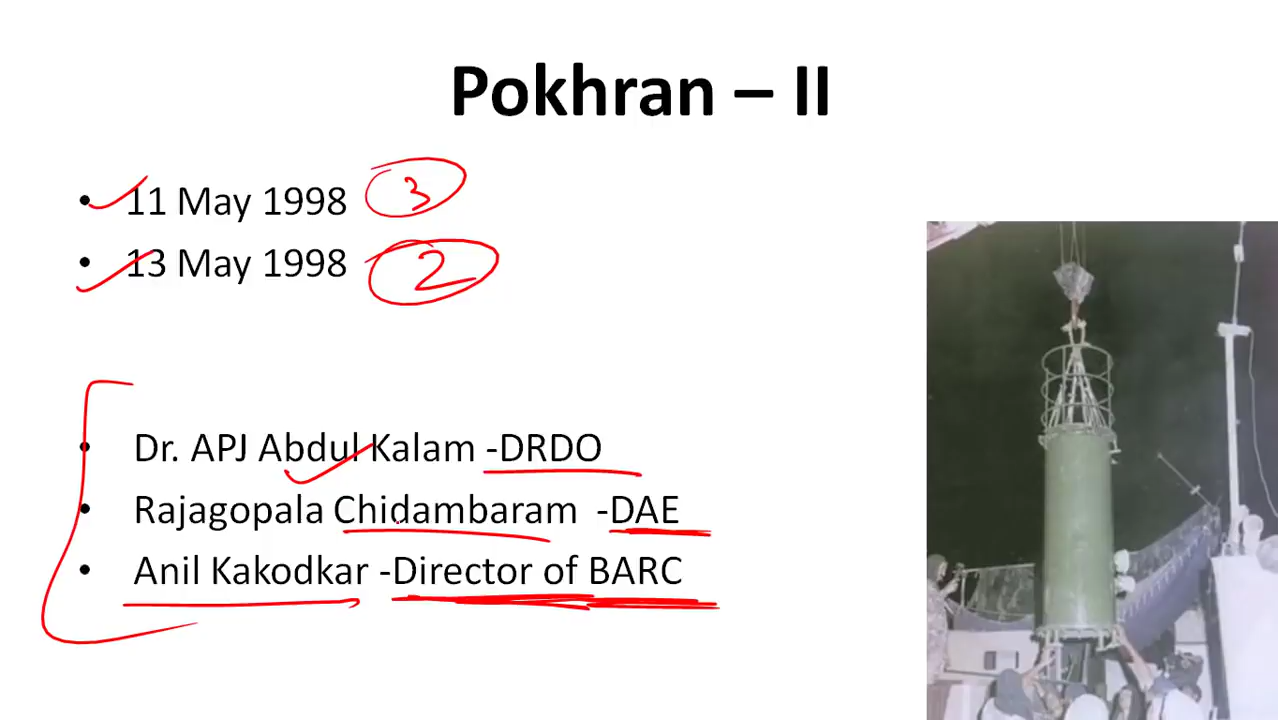 Pokhran – II
• 11 May 1998 3
• 13 May 1998 2
• Dr. APJ Abdul Kalam -DRDO
• Rajagopala Chidambaram -DAE
• Anil Kakodkar -Director of BARC